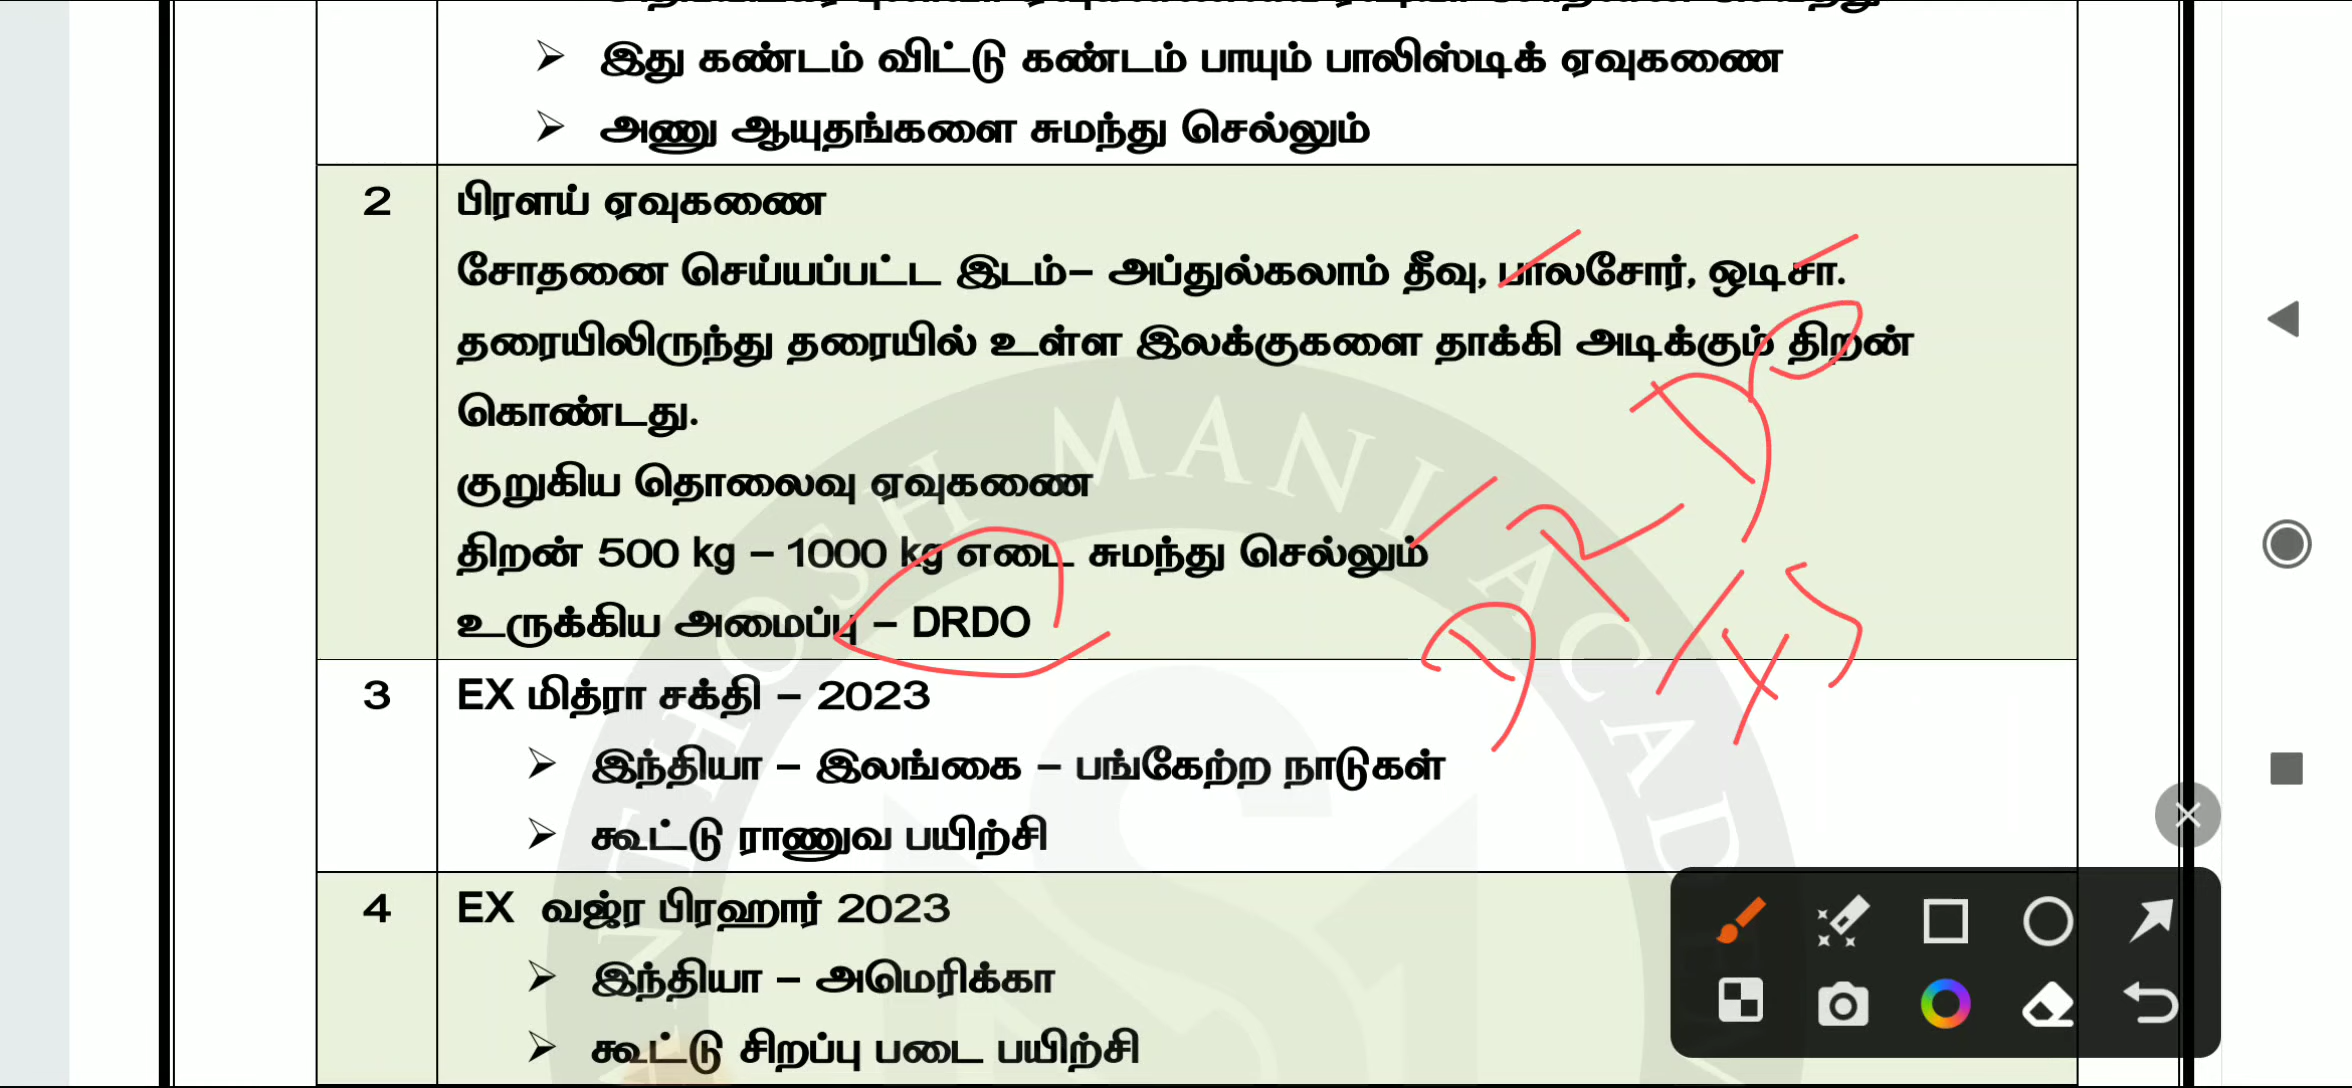 ➢ இது கண்டம் விட்டு கண்டம் பாயும் பாலிஸ்டிக் ஏவுகணை
➢ அணு ஆயுதங்களை சுமந்து செல்லும்
2 பிரளய் ஏவுகணை
சோதனை செய்யப்பட்ட இடம்– அப்துல்கலாம் தீவு, பாலசோர், ஒடிசா.
தரையிலிருந்து தரையில் உள்ள இலக்குகளை தாக்கி அடிக்கும் திறன்
கொண்டது.
குறுகிய தொலைவு ஏவுகணை
திறன் 500 kg – 1000 kg எடை சுமந்து செல்லும்
உருக்கிய அமைப்பு – DRDO
3 EX மித்ரா சக்தி – 2023
➢ இந்தியா – இலங்கை – பங்கேற்ற நாடுகள்
➢ கூட்டு ராணுவ பயிற்சி
4 EX வஜ்ர பிரஹார் 2023
➢ இந்தியா – அமெரிக்கா
➢ கூட்டு சிறப்பு படை பயிற்சி